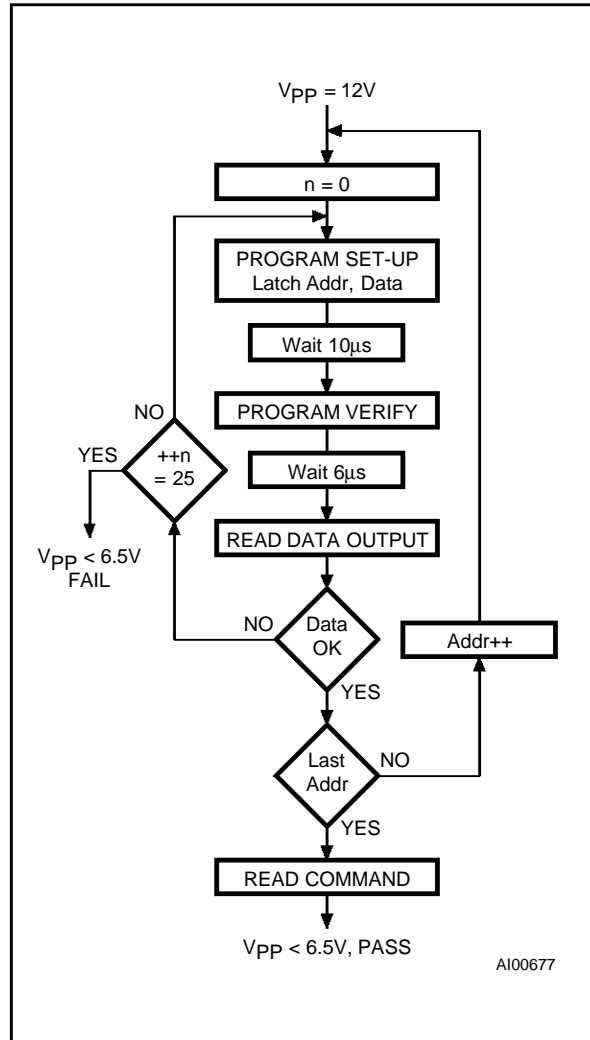 VPP = 12V
n = 0
PROGRAM SET-UP
Latch Addr, Data
Wait 10μs
NO
PROGRAM VERIFY
YES
++n
= 25
Wait 6μs
READ DATA OUTPUT
VPP < 6.5V
FAIL
NO
Data
OK
Addr++
YES
Last
Addr
NO
YES
READ COMMAND
VPP < 6.5V, PASS
AI00677